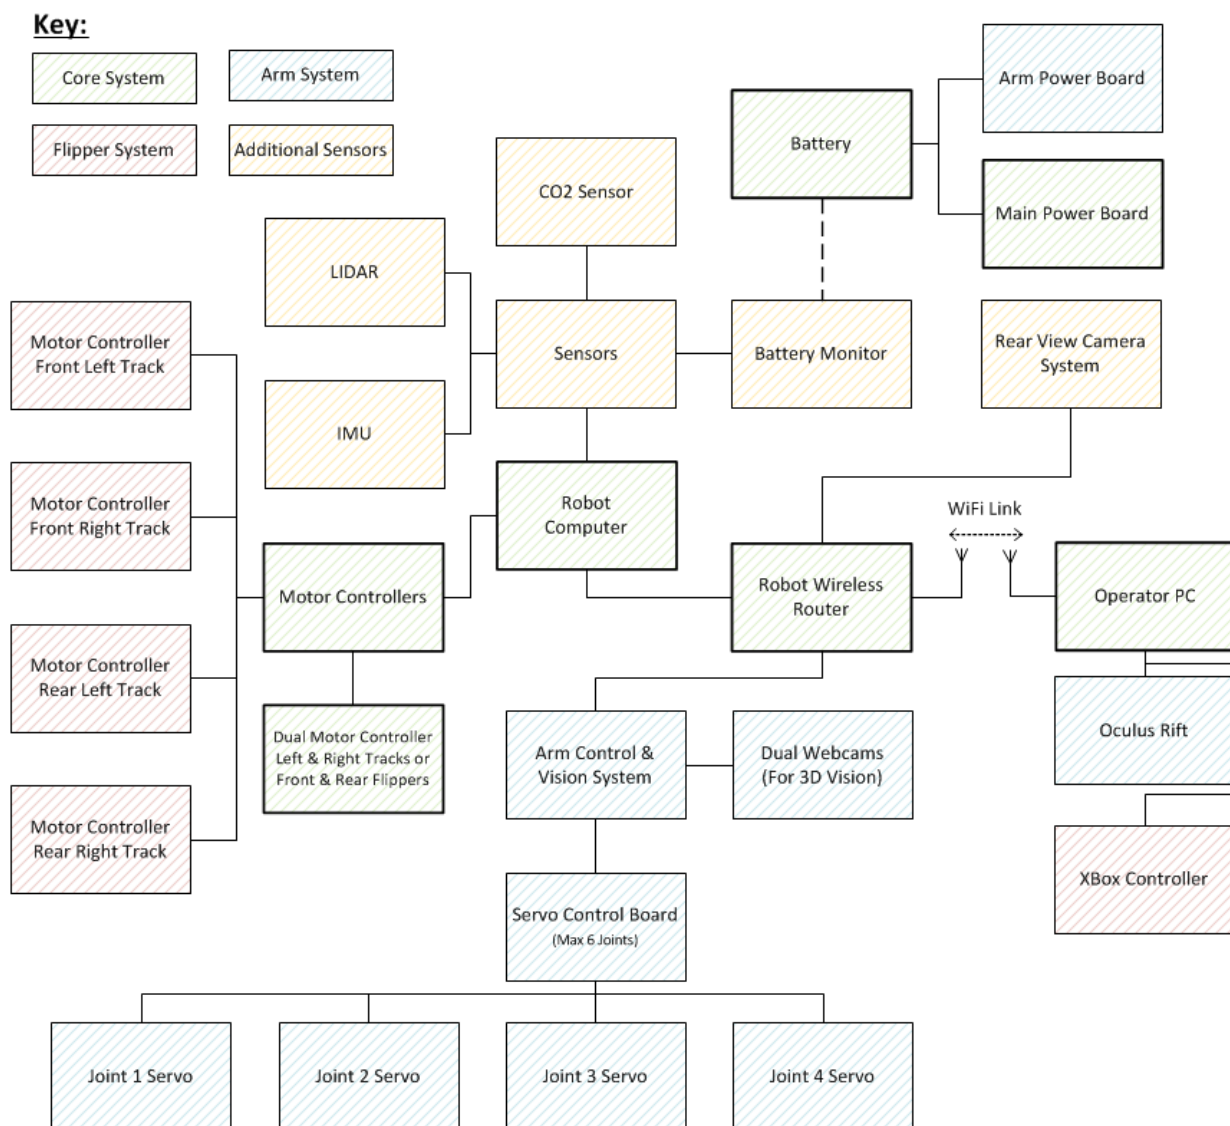 Key:
Core System
Arm System
Flipper System
Additional Sensors
Arm Power Board
Battery
Main Power Board
CO2 Sensor
LIDAR
Sensors
Battery Monitor
Rear View Camera
System
Motor Controller
Front Left Track
IMU
Motor Controller
Front Right Track
Robot
Computer
WiFi Link
Motor Controllers
Robot Wireless
Router
Operator PC
Motor Controller
Rear Left Track
Dual Motor Controller
Left & Right Tracks or
Front & Rear Flippers
Arm Control &
Vision System
Dual Webcams
(For 3D Vision)
Oculus Rift
Motor Controller
Rear Right Track
XBox Controller
Servo Control Board
(Max 6 Joints)
Joint 1 Servo
Joint 2 Servo
Joint 3 Servo
Joint 4 Servo